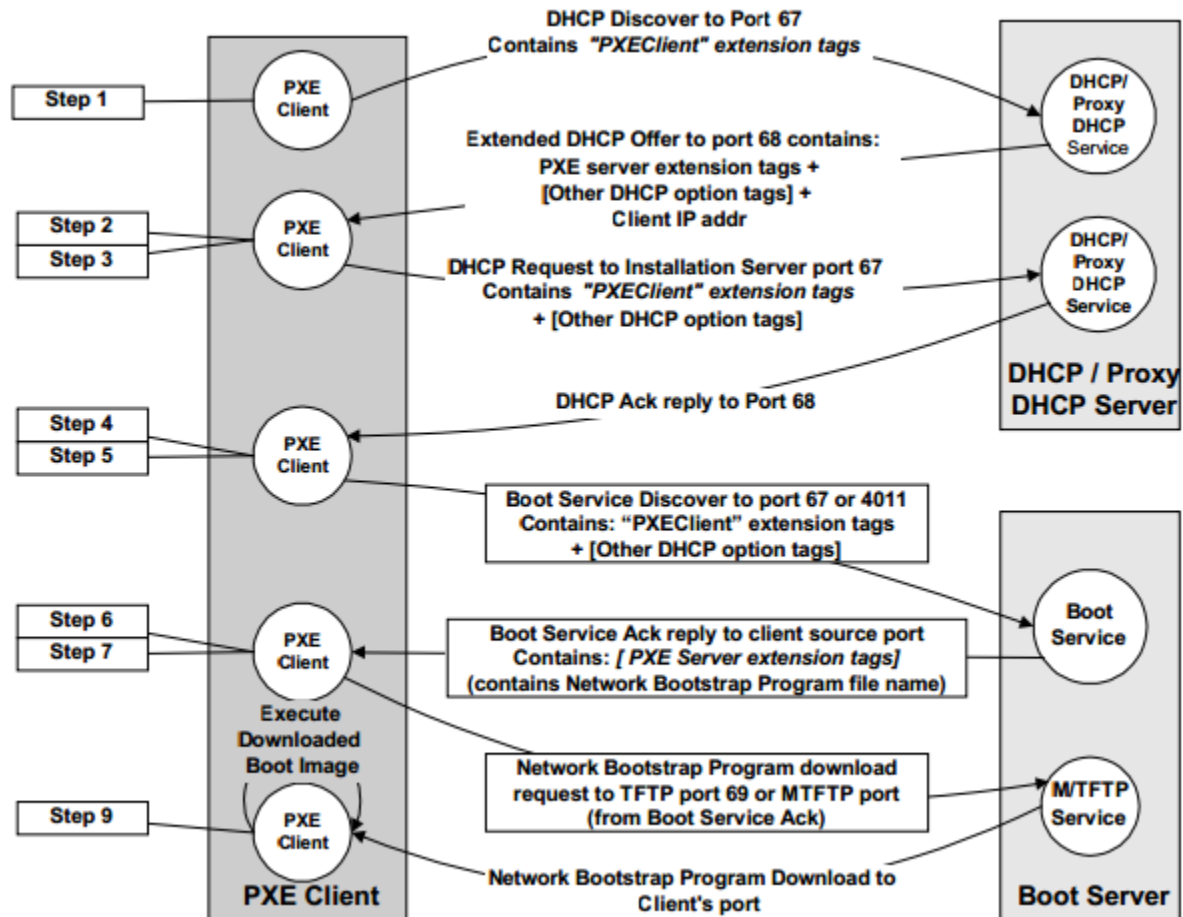 DHCP Discover to Port 67
Contains "PXEClient" extension tags
Step 1
PXE
Client
DHCP/
Proxy
DHCP
Service
Extended DHCP Offer to port 68 contains:
PXE server extension tags +
[Other DHCP option tags] +
Client IP addr
Step 2
Step 3
PXE
Client
DHCP/
Proxy
DHCP
Service
DHCP Request to Installation Server port 67
Contains "PXEClient" extension tags
+ [Other DHCP option tags]
DHCP / Proxy
DHCP Server
DHCP Ack reply to Port 68
Step 4
Step 5
PXE
Client
Boot Service Discover to port 67 or 4011
Contains: “PXEClient” extension tags
+ [Other DHCP option tags]
Step 6
Step 7
PXE
Client
Boot
Service
Boot Service Ack reply to client source port
Contains: [ PXE Server extension tags]
(contains Network Bootstrap Program file name)
Execute
Downloaded
Boot Image
Network Bootstrap Program download
request to TFTP port 69 or MTFTP port
(from Boot Service Ack)
M/TFTP
Service
Step 9
PXE
Client
Network Bootstrap Program Download to
Client's port
PXE Client
Boot Server